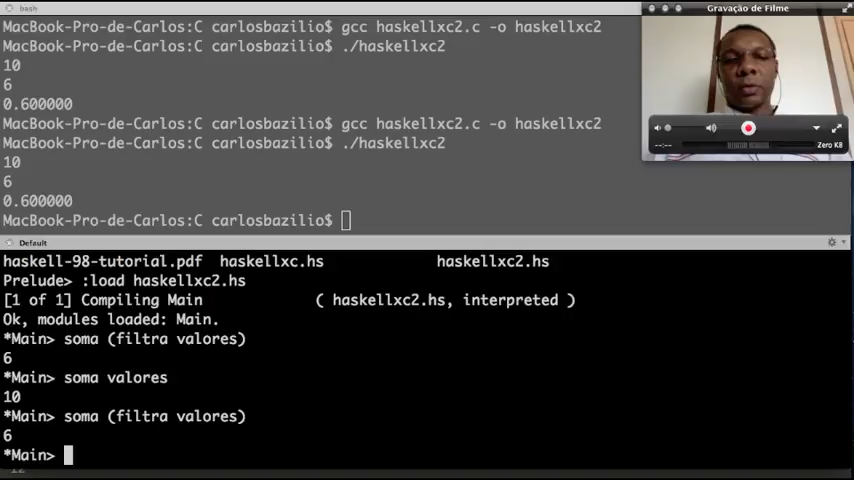 bash
MacBook-Pro-de-Carlos:C carlosbazilio$ gcc haskellxc2.c -o haskellxc2
MacBook-Pro-de-Carlos:C carlosbazilio$ ./haskellxc2
10
6
0.600000
MacBook-Pro-de-Carlos:C carlosbazilio$ gcc haskellxc2.c -o haskellxc2
MacBook-Pro-de-Carlos:C carlosbazilio$ ./haskellxc2
10
6
0.600000
MacBook-Pro-de-Carlos:C carlosbazilio$
Gravação de Filme
--:--
Zero KB
Default
haskell-98-tutorial.pdf haskellxc.hs haskellxc2.hs
Prelude> :load haskellxc2.hs
[1 of 1] Compiling Main ( haskellxc2.hs, interpreted )
Ok, modules loaded: Main.
*Main> soma (filtra valores)
6
*Main> soma valores
10
*Main> soma (filtra valores)
6
*Main>
12